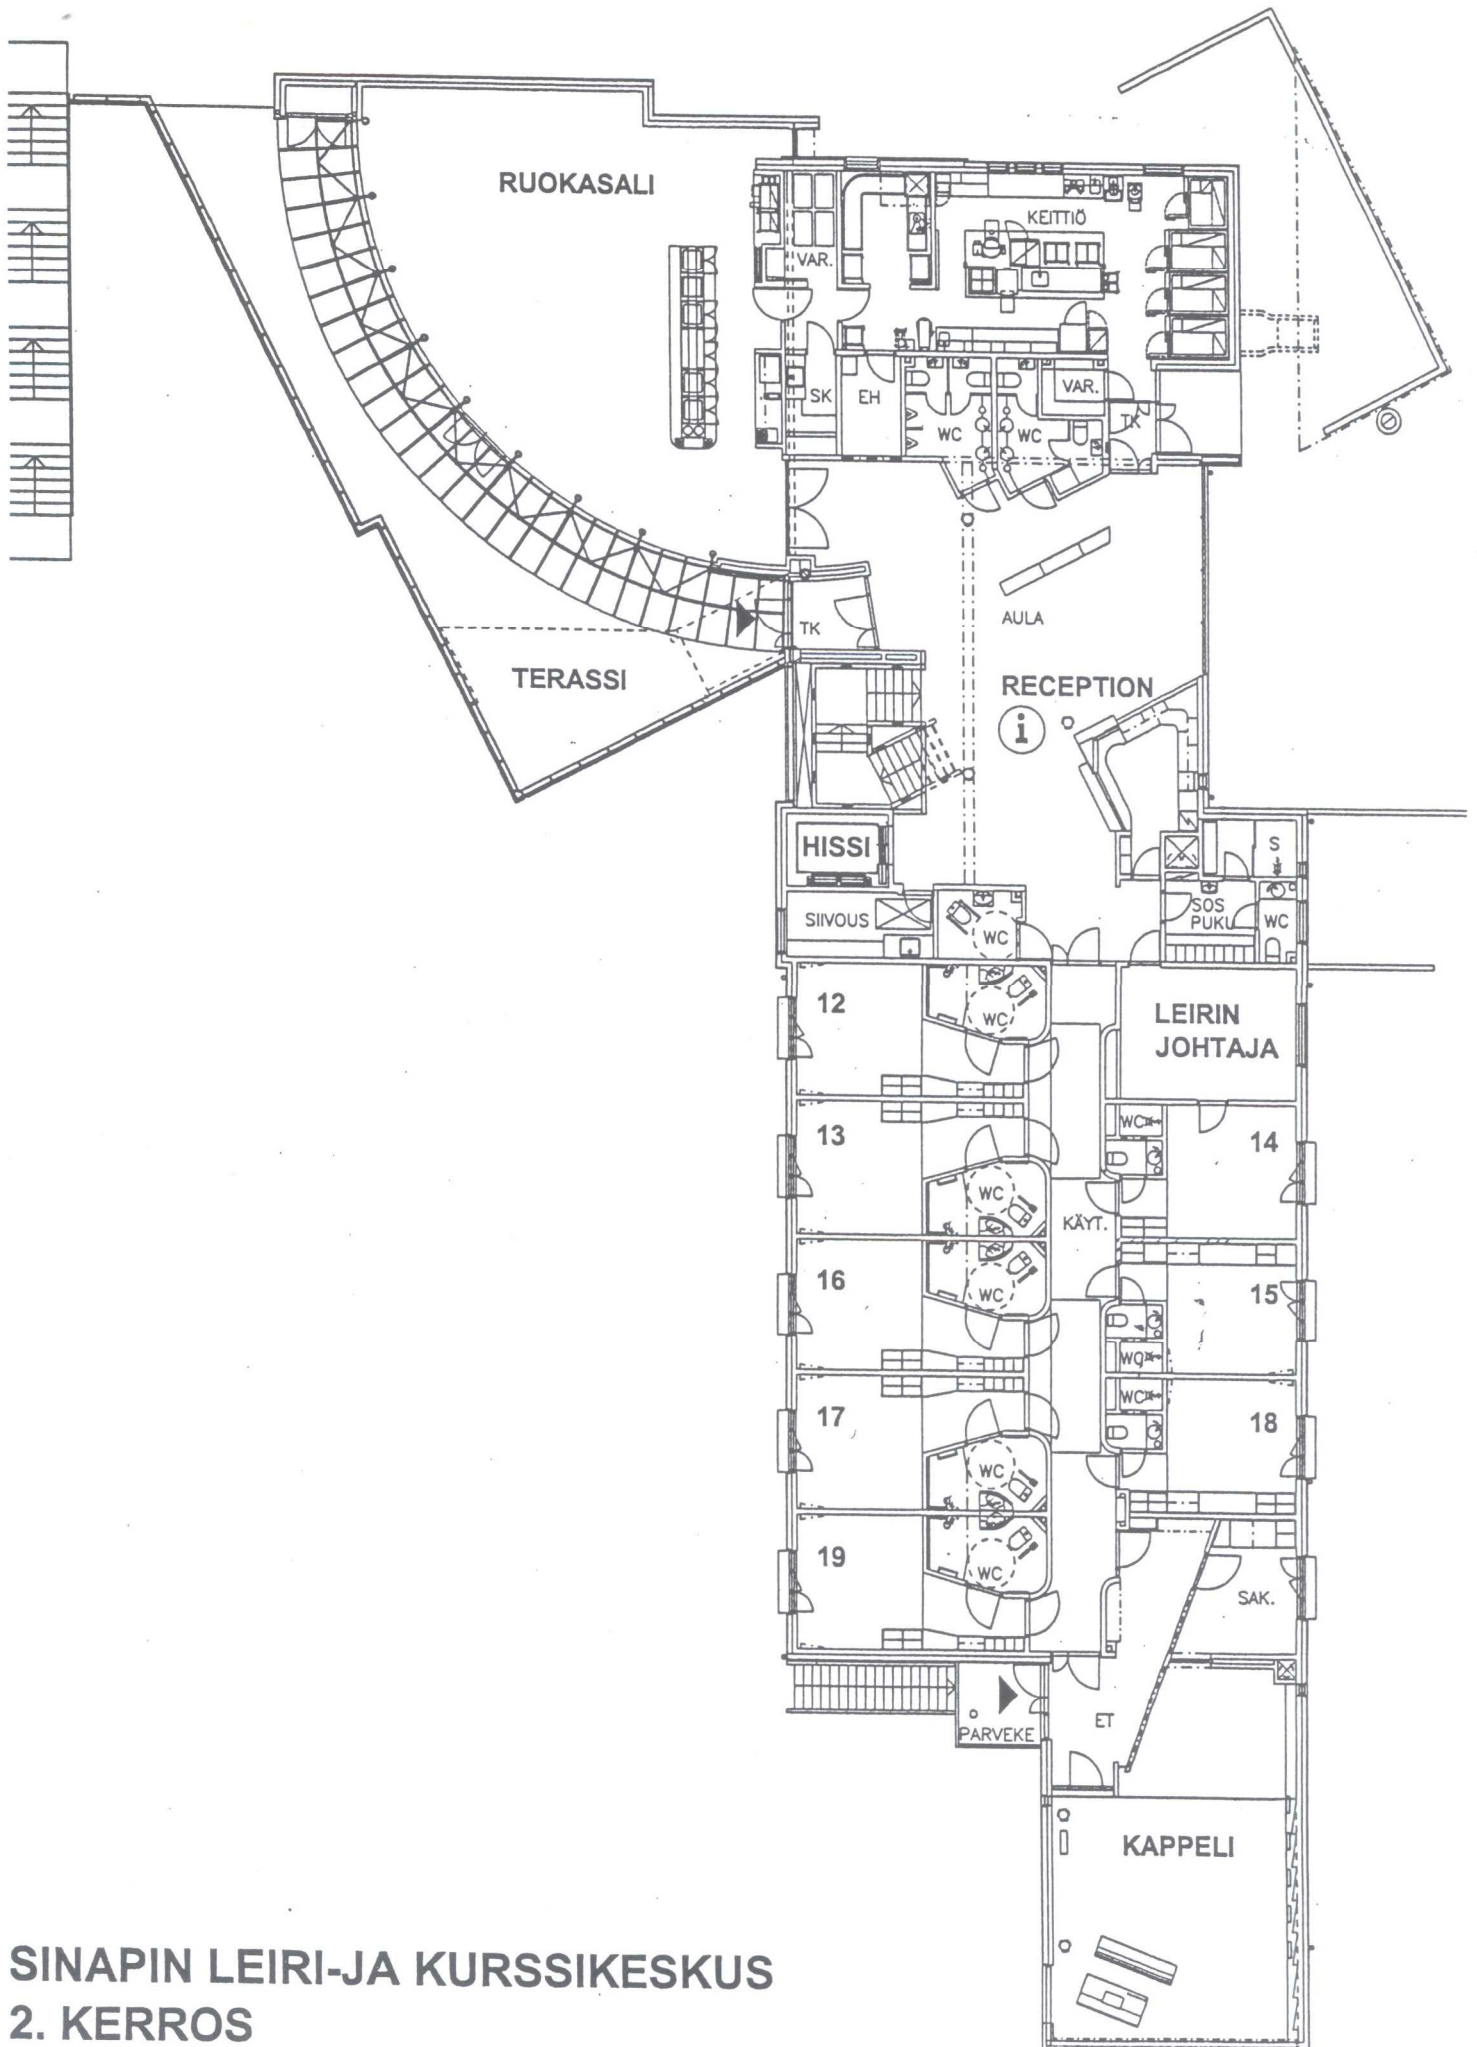 RUOKASALI
KEITTIÖ
VAR.
VAR.
SK
EH
WC
WC
TK
AULA
TK
TERASSI
RECEPTION
i
HISSI
S
SIIVOUS
WC
SOS
PUKU
WC
12
WC
LEIRIN
JOHTAJA
13
WC
14
WC
KÄYT.
16
WC
15
WC
WC
17
18
WC
19
WC
SAK.
PARVEKE
ET
KAPPELI
SINAPIN LEIRI-JA KURSSIKESKUS
2. KERROS